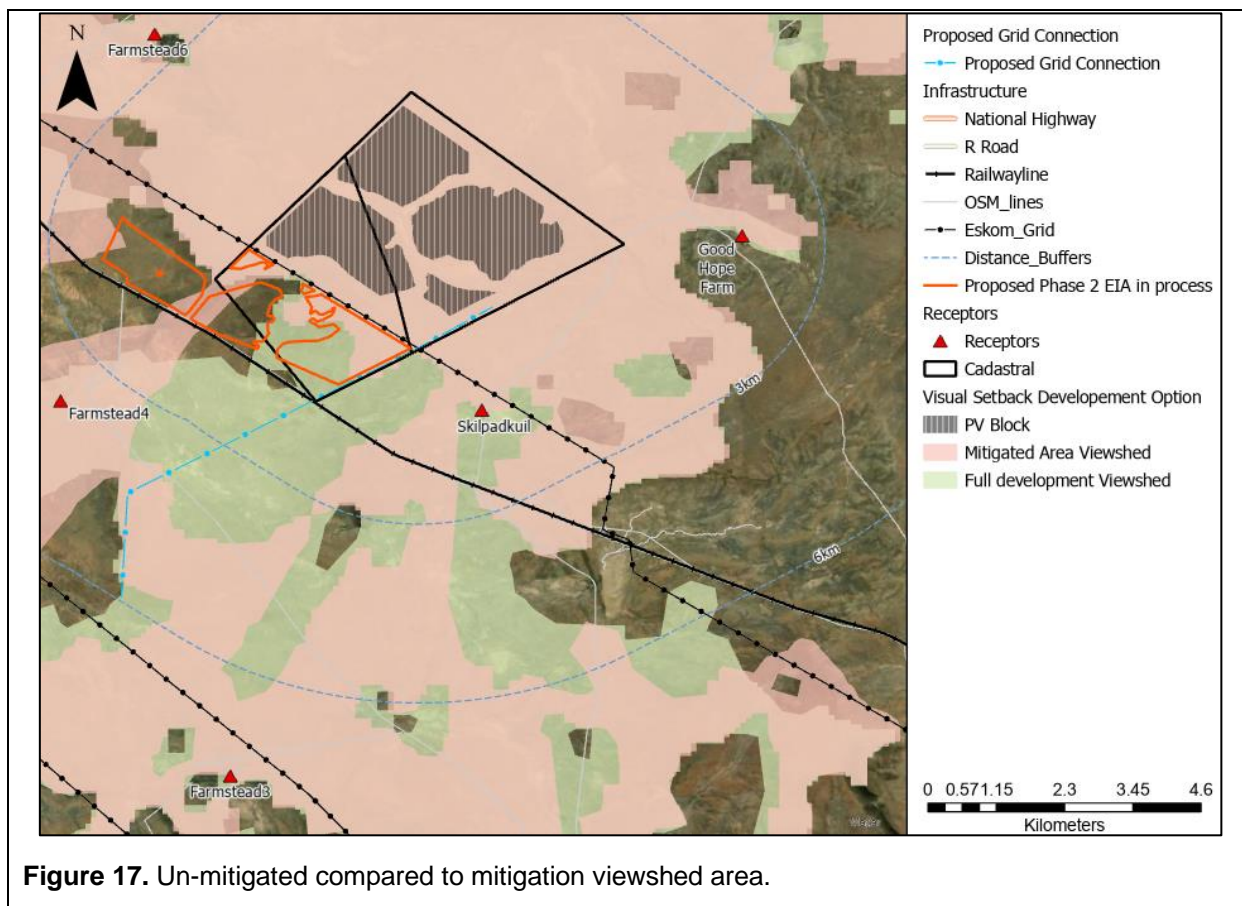 N
Farmstead6
Good
Hope
Farm
3km
Farmstead4
Skilpadkuil
6km
Farmstead3
Proposed Grid Connection
Proposed Grid Connection
Infrastructure
National Highway
R Road
Railwayline
OSM_lines
Eskom_Grid
Distance_Buffers
Proposed Phase 2 EIA in process
Receptors
Receptors
Cadastral
Visual Setback Developement Option
PV Block
Mitigated Area Viewshed
Full development Viewshed
0 0.571.15 2.3 3.45 4.6
Kilometers
Figure 17. Un-mitigated compared to mitigation viewshed area.